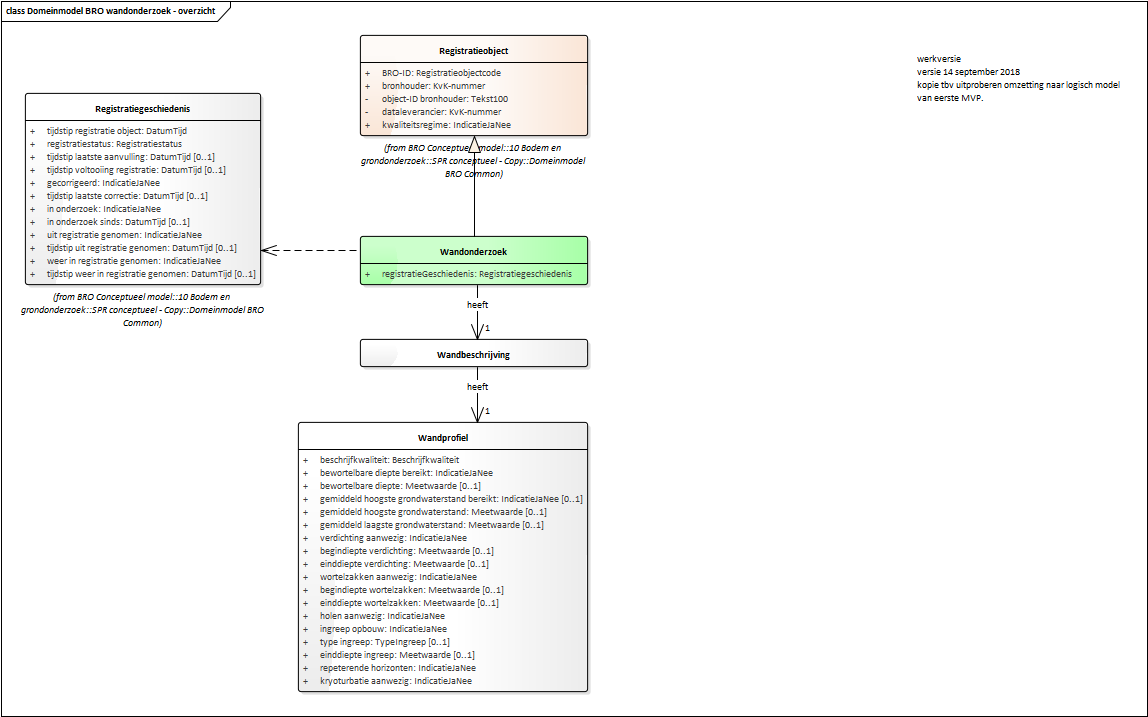 class Domeinmodel BRO wandonderzoek - overzicht
Registratieobject
+ BRO-ID: Registratieobjectcode
+ bronhouder: KvK-nummer
- object-ID bronhouder: Tekst100
- dataleverancier: KvK-nummer
+ kwaliteitsregime: IndicatieJaNee
(from BRO Conceptueel model::10 Bodem en
grondonderzoek::SPR conceptueel - Copy::Domeinmodel
BRO Common)
werkversie
versie 14 september 2018
kopie tbv uitproberen omzetting naar logisch model
van eerste MVP.
Registratiegeschiedenis
+ tijdstip registratie object: DatumTijd
+ registratiestatus: Registratiestatus
+ tijdstip laatste aanvulling: DatumTijd [0..1]
+ tijdstip voltooiing registratie: DatumTijd [0..1]
+ gecorrigeerd: IndicatieJaNee
+ tijdstip laatste correctie: DatumTijd [0..1]
+ in onderzoek: IndicatieJaNee
+ in onderzoek sinds: DatumTijd [0..1]
+ uit registratie genomen: IndicatieJaNee
+ tijdstip uit registratie genomen: DatumTijd [0..1]
+ weer in registratie genomen: IndicatieJaNee
+ tijdstip weer in registratie genomen: DatumTijd [0..1]
(from BRO Conceptueel model::10 Bodem en
grondonderzoek::SPR conceptueel - Copy::Domeinmodel BRO
Common)
Wandonderzoek
+ registratieGeschiedenis: Registratiegeschiedenis
heeft
1
Wandbeschrijving
heeft
1
Wandprofiel
+ beschrijfkwaliteit: Beschrijfkwaliteit
+ bewortelbare diepte bereikt: IndicatieJaNee
+ bewortelbare diepte: Meetwaarde [0..1]
+ gemiddeld hoogste grondwaterstand bereikt: IndicatieJaNee [0..1]
+ gemiddeld hoogste grondwaterstand: Meetwaarde [0..1]
+ gemiddeld laagste grondwaterstand: Meetwaarde [0..1]
+ verdichting aanwezig: IndicatieJaNee
+ begindiepte verdichting: Meetwaarde [0..1]
+ einddiepte verdichting: Meetwaarde [0..1]
+ wortelzakken aanwezig: IndicatieJaNee
+ begindiepte wortelzakken: Meetwaarde [0..1]
+ einddiepte wortelzakken: Meetwaarde [0..1]
+ holen aanwezig: IndicatieJaNee
+ ingreep opbouw: IndicatieJaNee
+ type ingreep: TypeIngreep [0..1]
+ einddiepte ingreep: Meetwaarde [0..1]
+ repeterende horizonten: IndicatieJaNee
+ kryoturbatie aanwezig: IndicatieJaNee